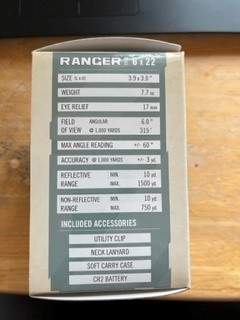 RANGER 6 x 22
SIZE 3.9 x 3.0"
WEIGHT 7.7 oz
EYE RELIEF 17 mm
FIELD ANGULAR 6.0°
OF VIEW @ 1,000 YARDS 315'
MAX ANGLE READING +/- 60°
ACCURACY @ 1,000 YARDS +/- 3 yd.
REFLECTIVE MIN. 10 yd.
RANGE MAX. 1500 yd.
NON-REFLECTIVE MIN. 10 yd.
RANGE MAX. 750 yd.
INCLUDED ACCESSORIES
UTILITY CLIP
NECK LANYARD
SOFT CARRY CASE
CR2 BATTERY